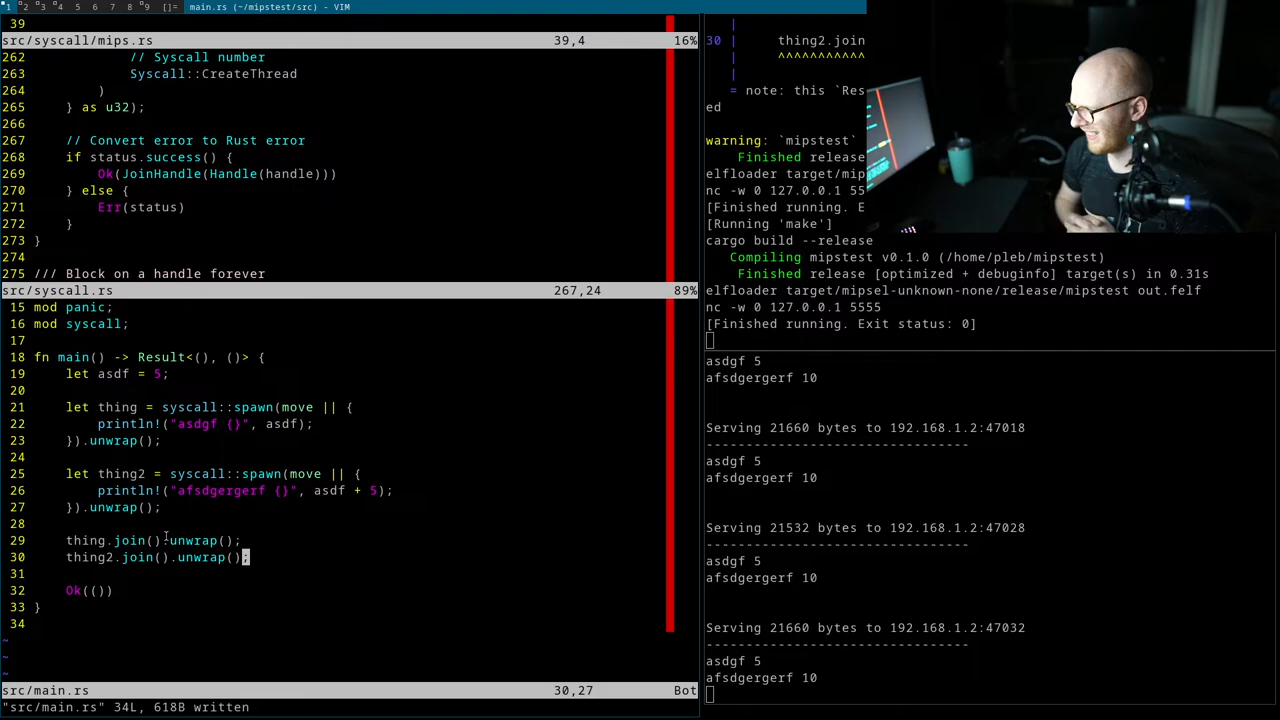 1 2 3 4 5 6 7 8 9 []= main.rs (~/mipstest/src) - VIM
39
src/syscall/mips.rs 39,4 16%
262 // Syscall number
263 Syscall::CreateThread
264 )
265 } as u32);
266
267 // Convert error to Rust error
268 if status.success() {
269 Ok(JoinHandle(Handle(handle)))
270 } else {
271 Err(status)
272 }
273 }
274
275 /// Block on a handle forever
src/syscall.rs 267,24 89%
15 mod panic;
16 mod syscall;
17
18 fn main() -> Result<(), ()> {
19 let asdf = 5;
20
21 let thing = syscall::spawn(move || {
22 println!("asdgf {}", asdf);
23 }).unwrap();
24
25 let thing2 = syscall::spawn(move || {
26 println!("afsdgergerf {}", asdf + 5);
27 }).unwrap();
28
29 thing.join().unwrap();
30 thing2.join().unwrap();
31
32 Ok(())
33 }
34
~
~
~
src/main.rs 30,27 Bot
"src/main.rs" 34L, 618B written
|
30 | thing2.join
| ^^^^^^^^^^^
|
= note: this `Res
ed
warning: `mipstest`
Finished release
elfloader target/mip
nc -w 0 127.0.0.1 555
[Finished running. E
[Running 'make']
cargo build --release
Compiling mipstest v0.1.0 (/home/pleb/mipstest)
Finished release [optimized + debuginfo] target(s) in 0.31s
elfloader target/mipsel-unknown-none/release/mipstest out.felf
nc -w 0 127.0.0.1 5555
[Finished running. Exit status: 0]
asdgf 5
afsdgergerf 10
Serving 21660 bytes to 192.168.1.2:47018
---------------------------------
asdgf 5
afsdgergerf 10
Serving 21532 bytes to 192.168.1.2:47028
---------------------------------
asdgf 5
afsdgergerf 10
Serving 21660 bytes to 192.168.1.2:47032
---------------------------------
asdgf 5
afsdgergerf 10